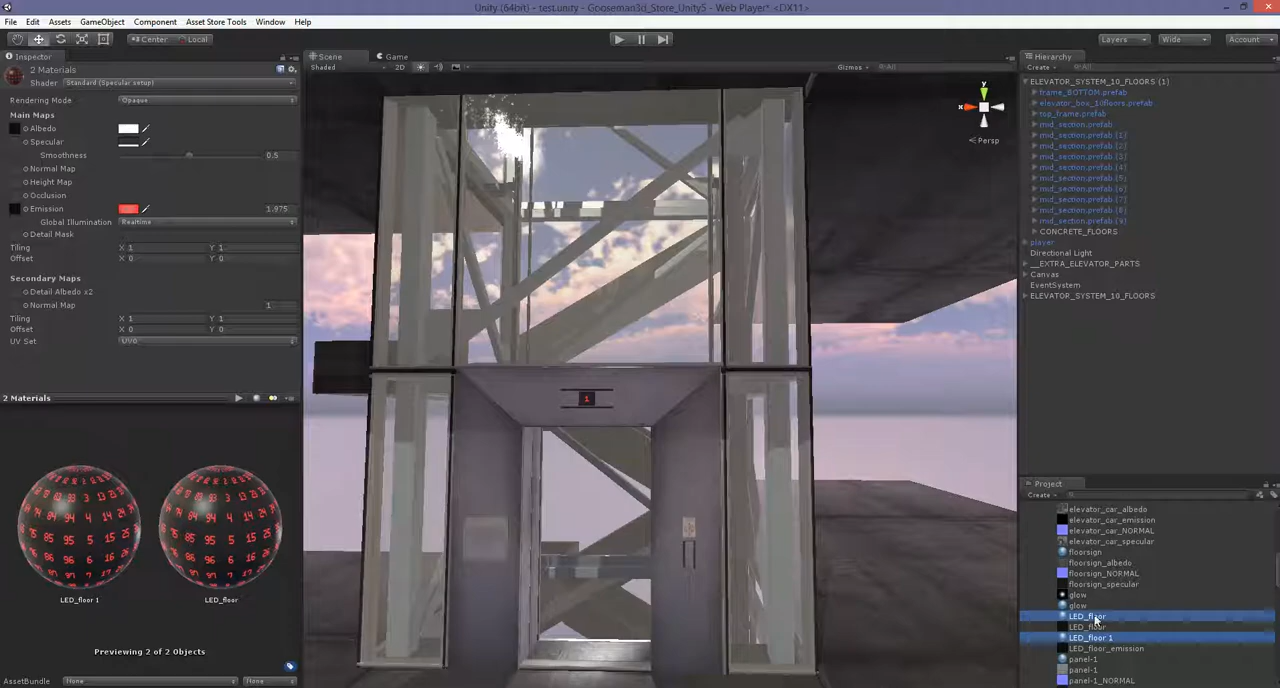 Unity (64bit) - test.unity - Gooseman3d_Store_Unity5 - Web Player* <DX11>
File Edit Assets GameObject Component Asset Store Tools Window Help
Center Local
Layers Wide Account
Inspector
2 Materials
Shader Standard (Specular setup)
Rendering Mode Opaque
Main Maps
Albedo
Specular
Smoothness 0.5
Normal Map
Height Map
Occlusion
Emission 1.975
Global Illumination Realtime
Detail Mask
Tiling X 1 Y 1
Offset X 0 Y 0
Secondary Maps
Detail Albedo x2
Normal Map 1
Tiling X 1 Y 1
Offset X 0 Y 0
UV Set UV0
2 Materials
LED_floor 1
LED_floor
Previewing 2 of 2 Objects
AssetBundle None None
Scene Game
Shaded 2D Gizmos All
y
x
Persp
1
Hierarchy
Create All
ELEVATOR_SYSTEM_10_FLOORS (1)
frame_BOTTOM.prefab
elevator_box_10floors.prefab
top_frame.prefab
mid_section.prefab
mid_section.prefab (1)
mid_section.prefab (2)
mid_section.prefab (3)
mid_section.prefab (4)
mid_section.prefab (5)
mid_section.prefab (6)
mid_section.prefab (7)
mid_section.prefab (8)
mid_section.prefab (9)
CONCRETE_FLOORS
player
Directional Light
__EXTRA_ELEVATOR_PARTS
Canvas
EventSystem
ELEVATOR_SYSTEM_10_FLOORS
Project
Create
elevator_car_albedo
elevator_car_emission
elevator_car_NORMAL
elevator_car_specular
floorsign
floorsign_albedo
floorsign_NORMAL
floorsign_specular
glow
glow
LED_floor
LED_floor
LED_floor 1
LED_floor_emission
panel-1
panel-1
panel-1_NORMAL